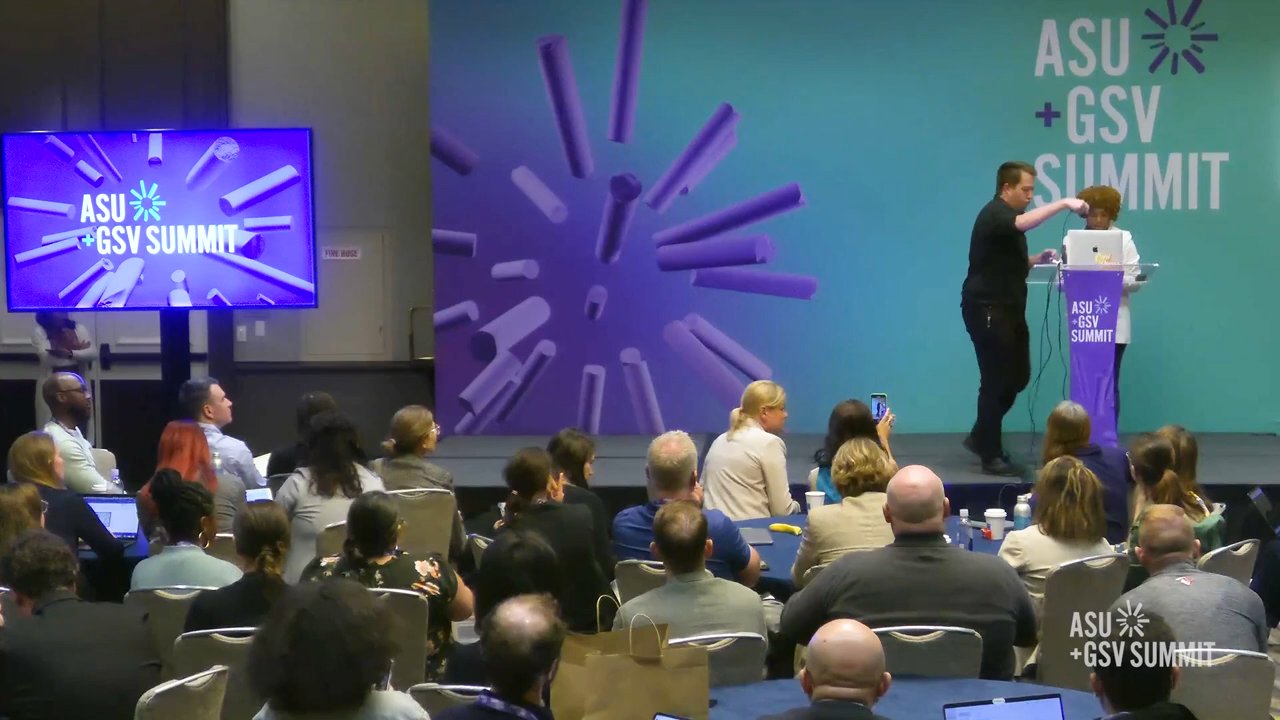 ASU
+GSV
SUMMIT
ASU
+GSV SUMMIT
FIRE HOSE
ASU
+GSV
SUMMIT
ASU
+GSV SUMMIT